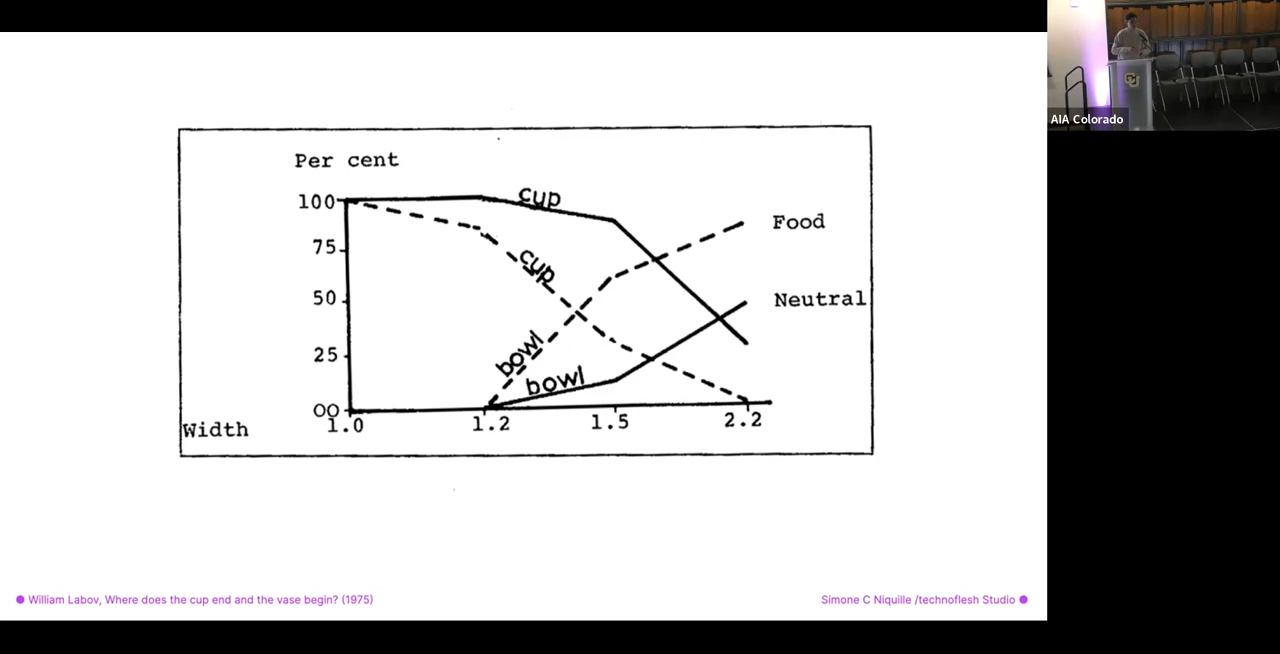 Per cent
100
75
50
25
00
Width
1.0
1.2
1.5
2.2
cup
cup
bowl
bowl
Food
Neutral
William Labov, Where does the cup end and the vase begin? (1975)
Simone C Niquille /technoflesh Studio
CU
AIA Colorado